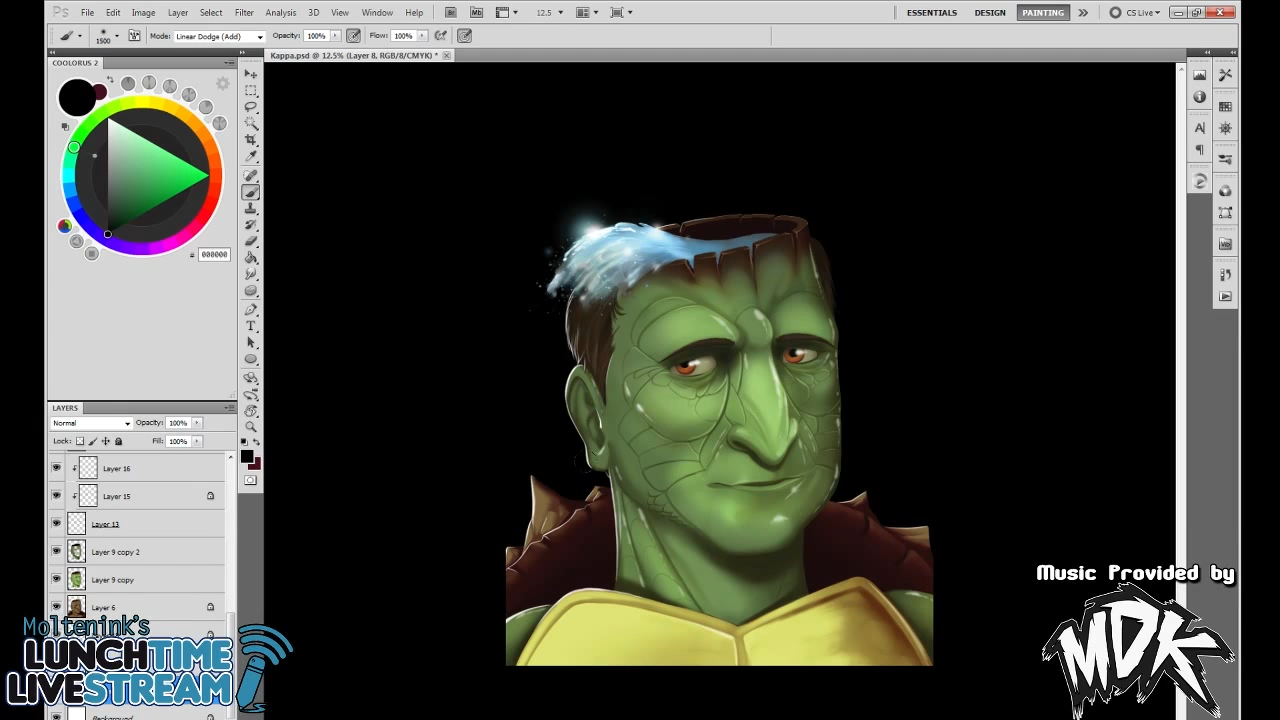 Ps File Edit Image Layer Select Filter Analysis 3D View Window Help Br Mb 12.5 ESSENTIALS DESIGN PAINTING CS Live
1500 Mode: Linear Dodge (Add) Opacity: 100% Flow: 100%
Kappa.psd @ 12.5% (Layer 8, RGB/8/CMYK) *
COOLORUS 2
# 000000
LAYERS
Normal Opacity: 100%
Lock: Fill: 100%
Layer 16
Layer 15
Layer 13
Layer 9 copy 2
Layer 9 copy
Layer 6
Background
Moltenink's
LUNCHTIME
LIVESTREAM
Music Provided by
MDK